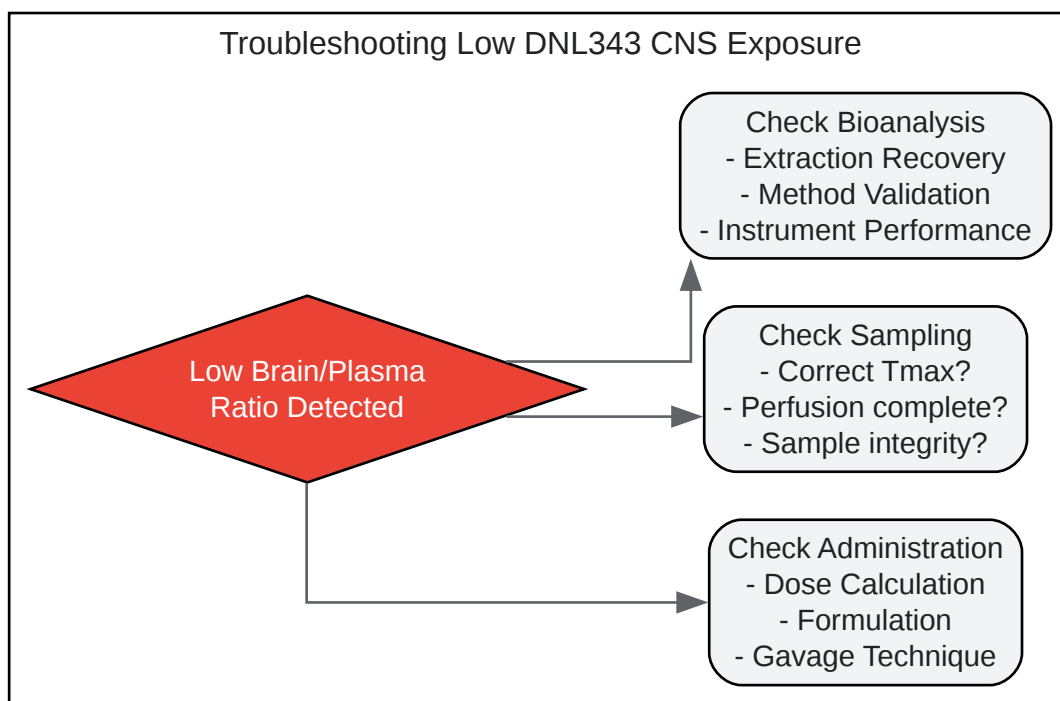 Troubleshooting Low DNL343 CNS Exposure
Check Bioanalysis
- Extraction Recovery
- Method Validation
- Instrument Performance
Low Brain/Plasma
Ratio Detected
Check Sampling
- Correct Tmax?
- Perfusion complete?
- Sample integrity?
Check Administration
- Dose Calculation
- Formulation
- Gavage Technique